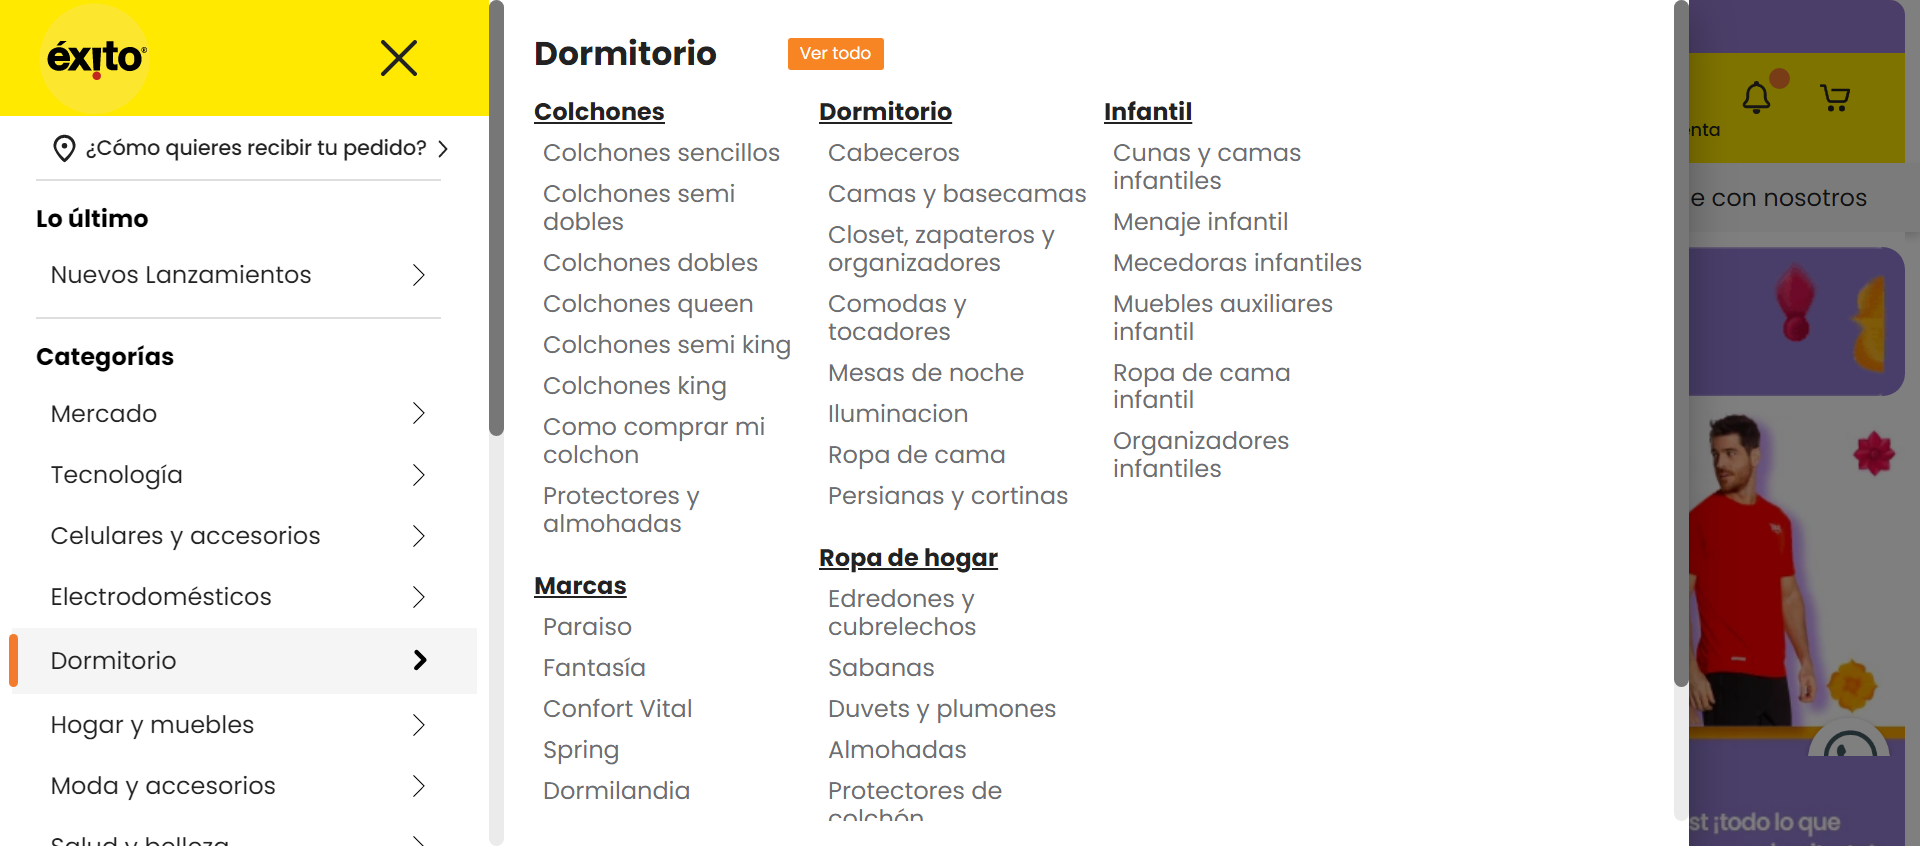 éxito
¿Cómo quieres recibir tu pedido?
Lo último
Nuevos Lanzamientos
Categorías
Mercado
Tecnología
Celulares y accesorios
Electrodomésticos
Dormitorio
Hogar y muebles
Moda y accesorios
Salud y belleza
Dormitorio
Ver todo
Colchones
Colchones sencillos
Colchones semi
dobles
Colchones dobles
Colchones queen
Colchones semi king
Colchones king
Como comprar mi
colchon
Protectores y
almohadas
Marcas
Paraiso
Fantasía
Confort Vital
Spring
Dormilandia
Dormitorio
Cabeceros
Camas y basecamas
Closet, zapateros y
organizadores
Comodas y
tocadores
Mesas de noche
Iluminacion
Ropa de cama
Persianas y cortinas
Ropa de hogar
Edredones y
cubrelechos
Sabanas
Duvets y plumones
Almohadas
Protectores de
colchón
Infantil
Cunas y camas
infantiles
Menaje infantil
Mecedoras infantiles
Muebles auxiliares
infantil
Ropa de cama
infantil
Organizadores
infantiles
enta
e con nosotros
st ¡todo lo que